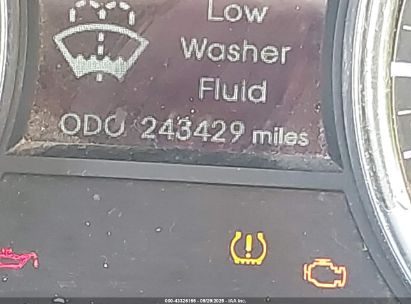 Low
Washer
Fluid
ODO 243429 miles